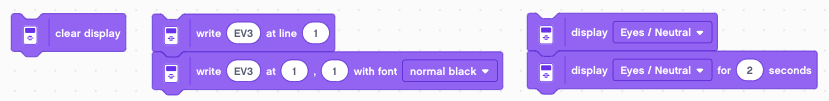 clear display
write EV3 at line 1
write EV3 at 1 , 1 with font normal black
display Eyes / Neutral
display Eyes / Neutral for 2 seconds